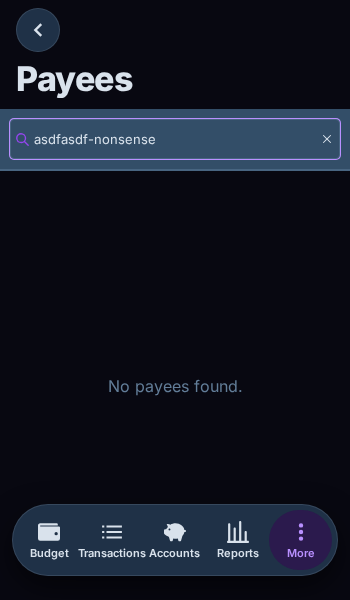 Payees
asdfasdf-nonsense
No payees found.
Budget Transactions Accounts Reports More